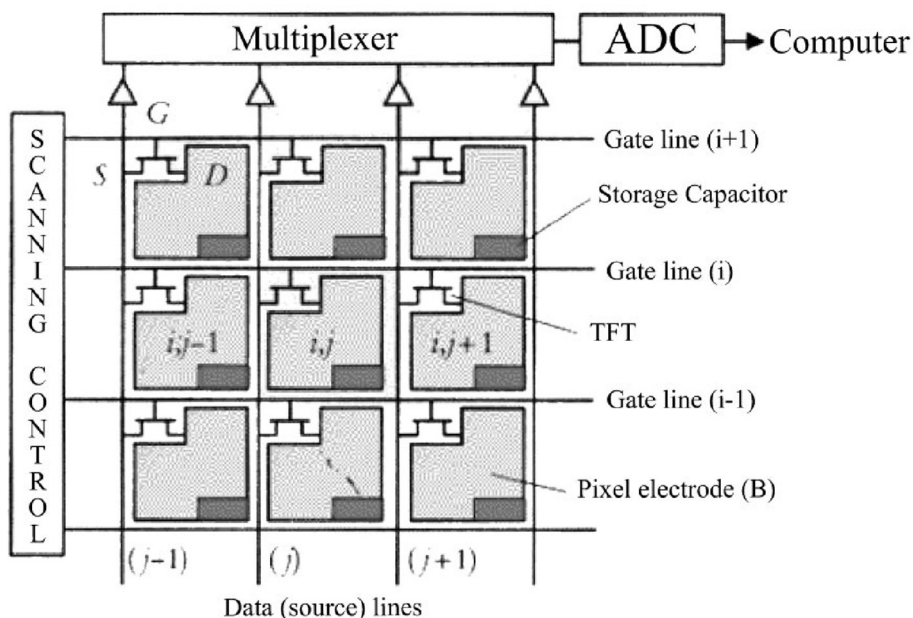 Multiplexer
ADC
Computer
G
Gate line (i+1)
S
D
Storage Capacitor
SCANNING CONTROL
Gate line (i)
TFT
i,j-1
i,j
i,j+1
Gate line (i-1)
Pixel electrode (B)
(j-1)
(j)
(j+1)
Data (source) lines